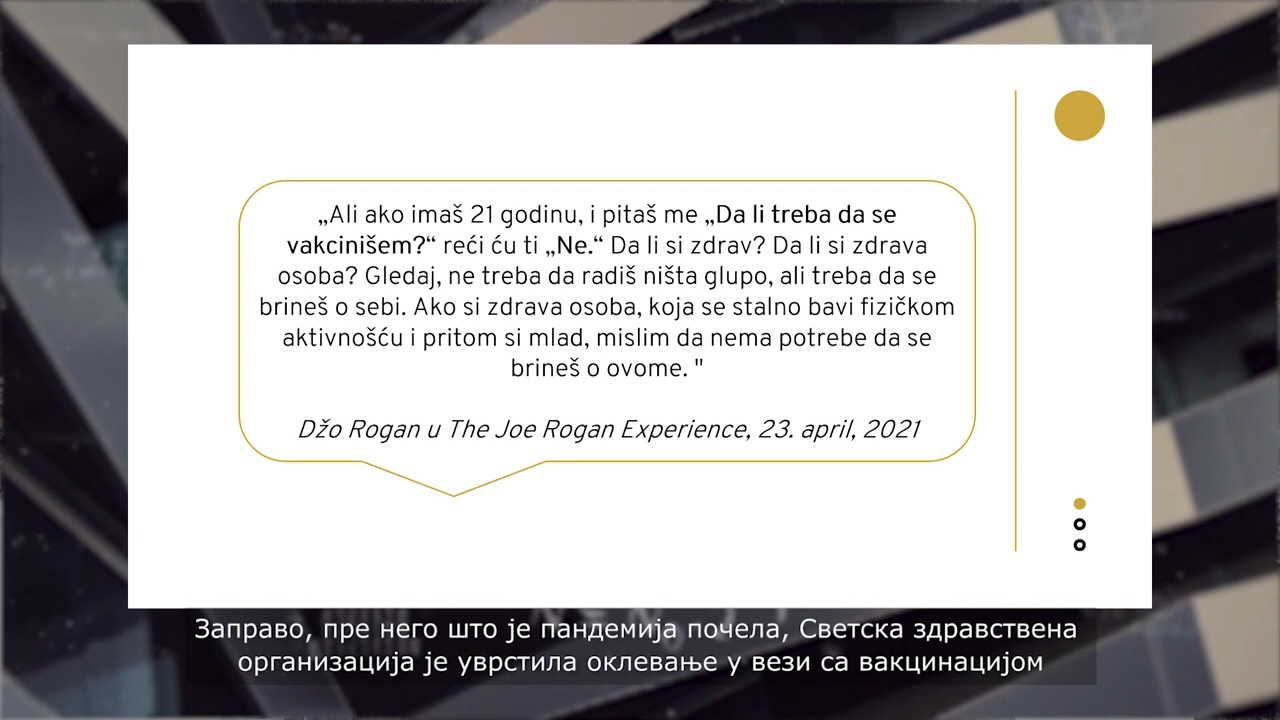 „Ali ako imaš 21 godinu, i pitaš me „Da li treba da se
vakcinišem?“ reći ću ti „Ne.“ Da li si zdrav? Da li si zdrava
osoba? Gledaj, ne treba da radiš ništa glupo, ali treba da se
brineš o sebi. Ako si zdrava osoba, koja se stalno bavi fizičkom
aktivnošću i pritom si mlad, mislim da nema potrebe da se
brineš o ovome. "
Džo Rogan u The Joe Rogan Experience, 23. april, 2021
Заправо, пре него што је пандемија почела, Светска здравствена
организација је уврстила оклевање у вези са вакцинацијом